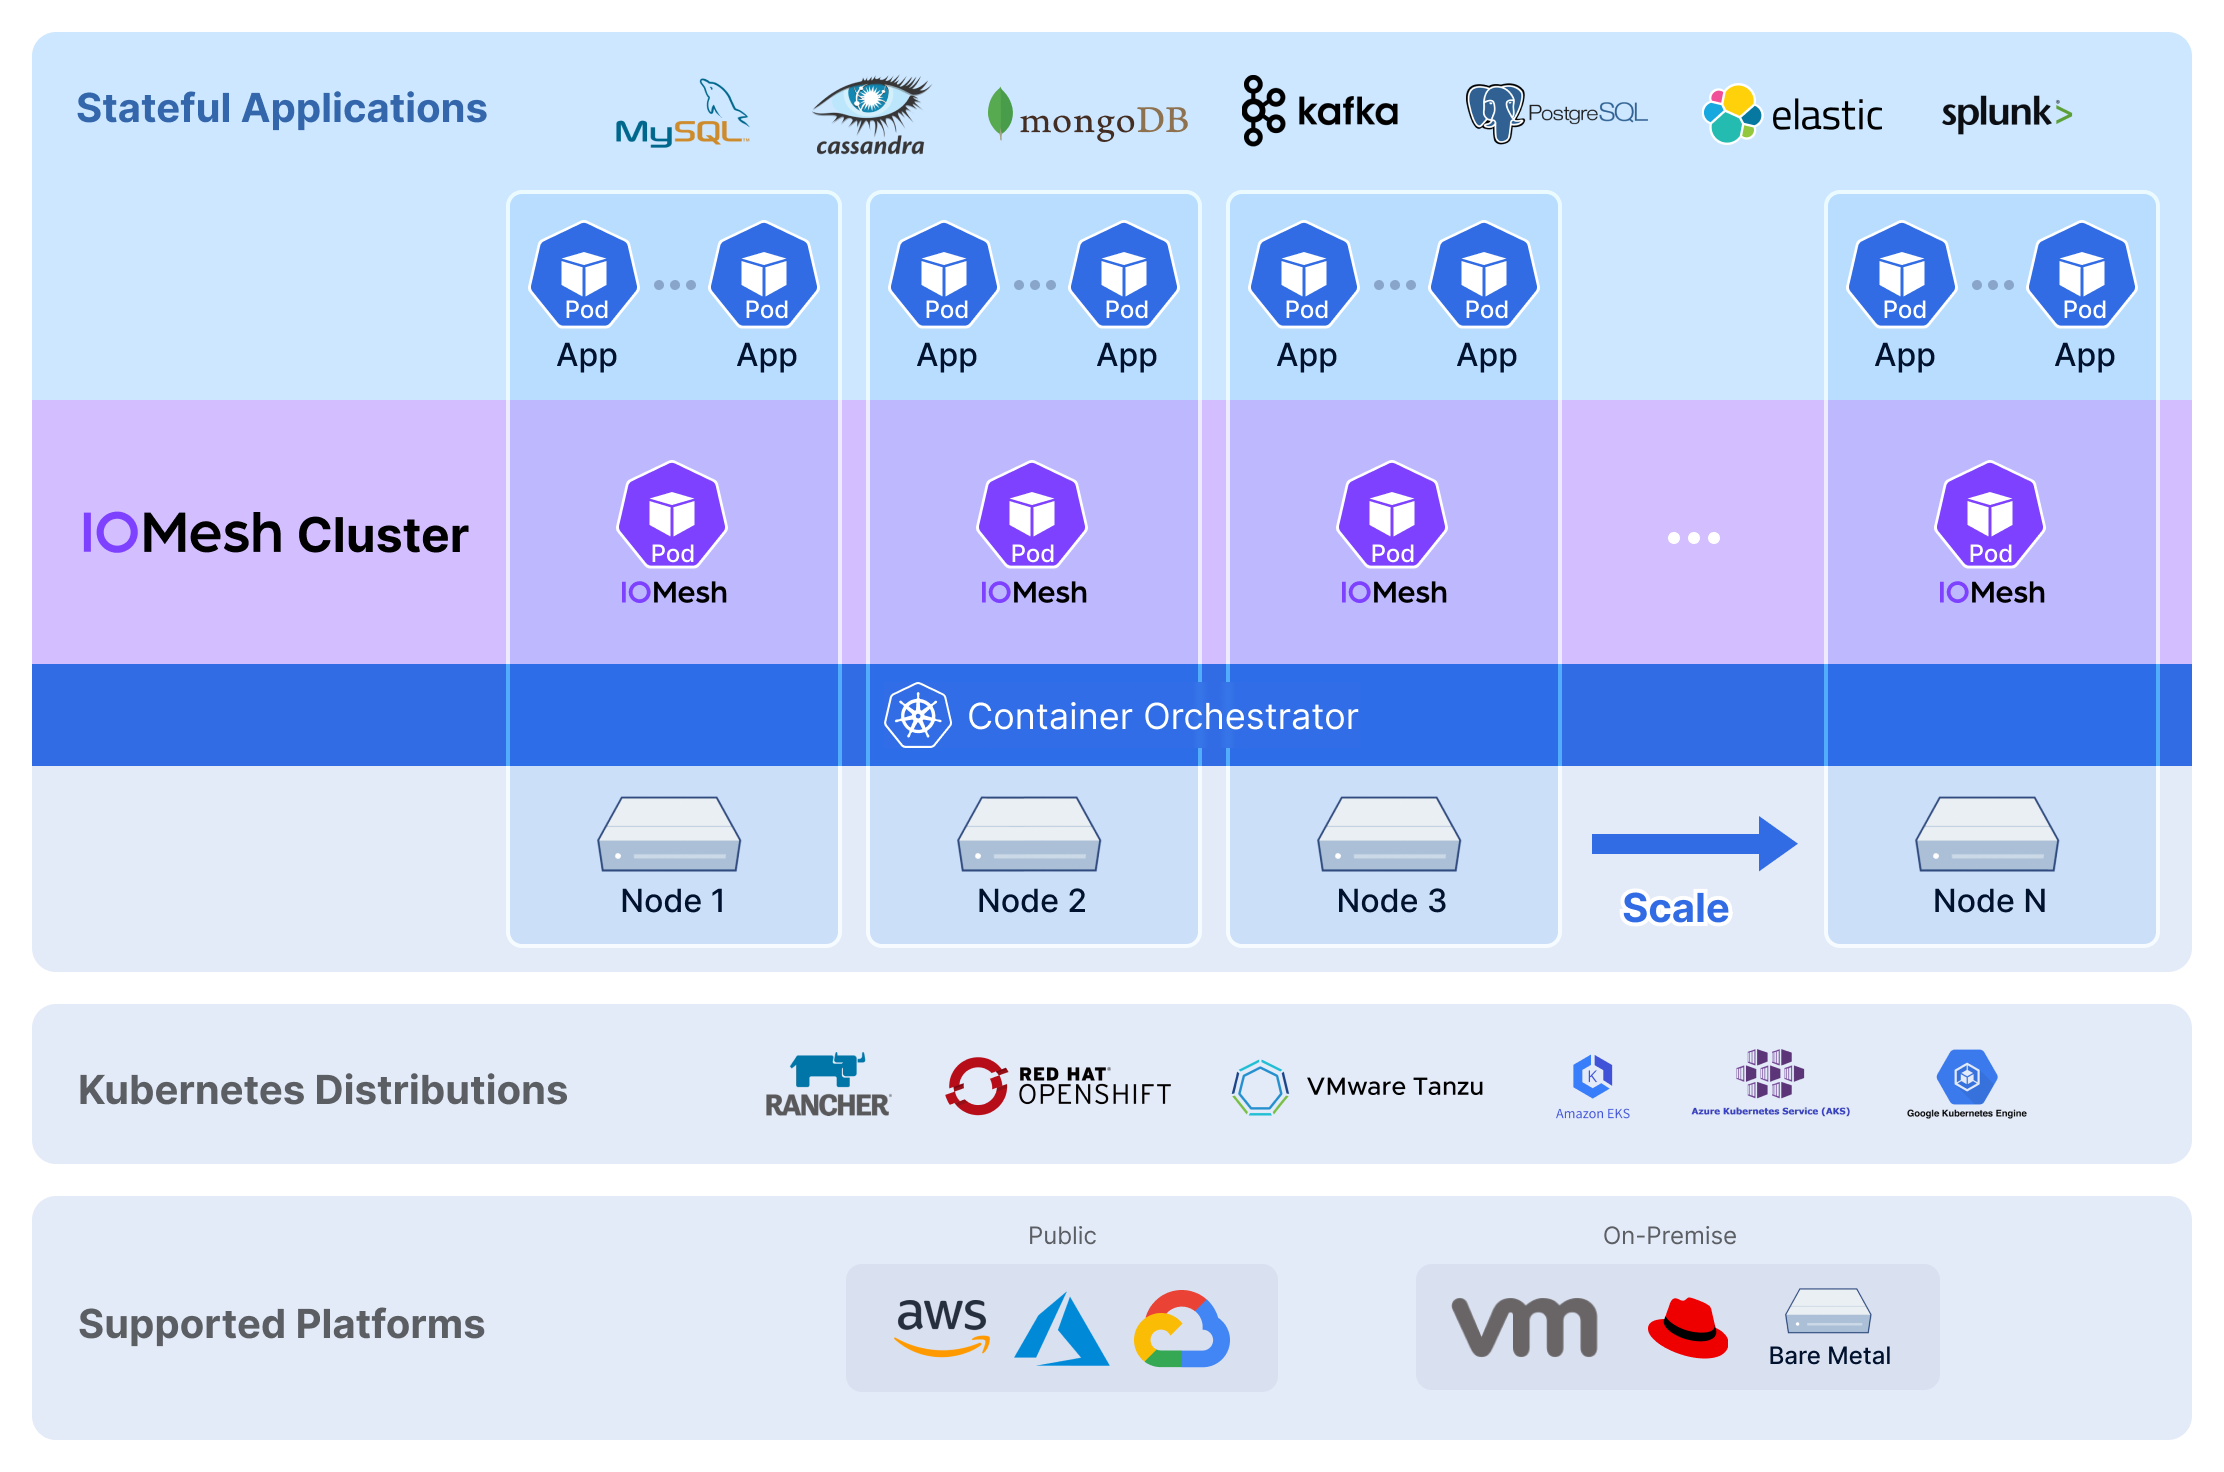 Stateful Applications
MySQL™
cassandra
mongoDB
kafka
PostgreSQL
elastic
splunk>
Pod
App
Pod
App
Pod
App
Pod
App
Pod
App
Pod
App
Pod
App
Pod
App
IOMesh Cluster
Pod
IOMesh
Pod
IOMesh
Pod
IOMesh
Pod
IOMesh
Container Orchestrator
Node 1
Node 2
Node 3
Scale
Node N
Kubernetes Distributions
RANCHER®
RED HAT®
OPENSHIFT
VMware Tanzu
K
Amazon EKS
Azure Kubernetes Service (AKS)
Google Kubernetes Engine
Supported Platforms
Public
aws
On-Premise
vm
Bare Metal